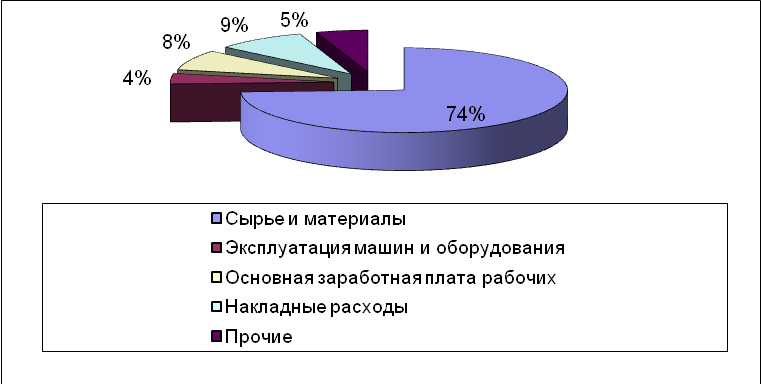 5%
9%
8%
4%
74%
Сырье и материалы
Эксплуатация машин и оборудования
Основная заработная плата рабочих
Накладные расходы
Прочие